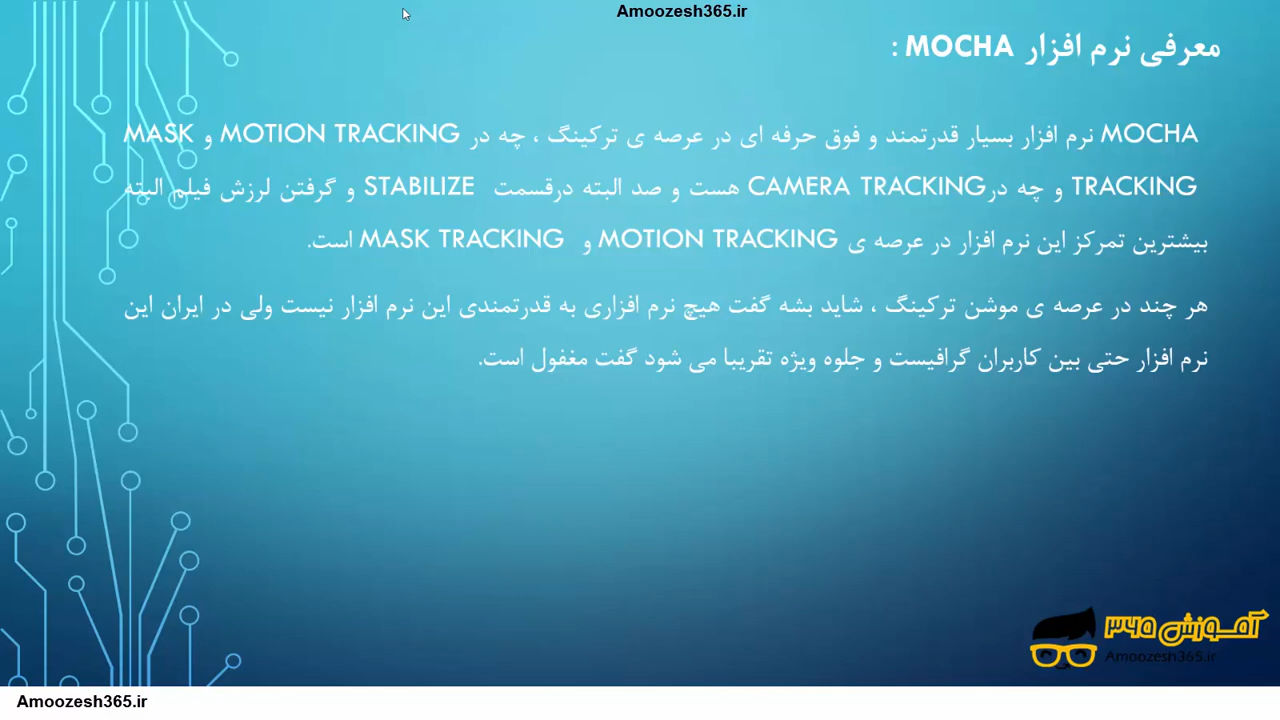 Amoozesh365.ir
معرفی نرم افزار MOCHA :
MOCHA نرم افزار بسیار قدرتمند و فوق حرفه ای در عرصه ی ترکینگ ، چه در MOTION TRACKING و MASK
TRACKING و چه در CAMERA TRACKING هست و صد البته درقسمت STABILIZE و گرفتن لرزش فیلم البته
بیشترین تمرکز این نرم افزار در عرصه ی MOTION TRACKING و MASK TRACKING است.
هر چند در عرصه ی موشن ترکینگ ، شاید بشه گفت هیچ نرم افزاری به قدرتمندی این نرم افزار نیست ولی در ایران این
نرم افزار حتی بین کاربران گرافیست و جلوه ویژه تقریبا می شود گفت مغفول است.
آموزش ۳۶۵
Amoozesh365.ir
Amoozesh365.ir